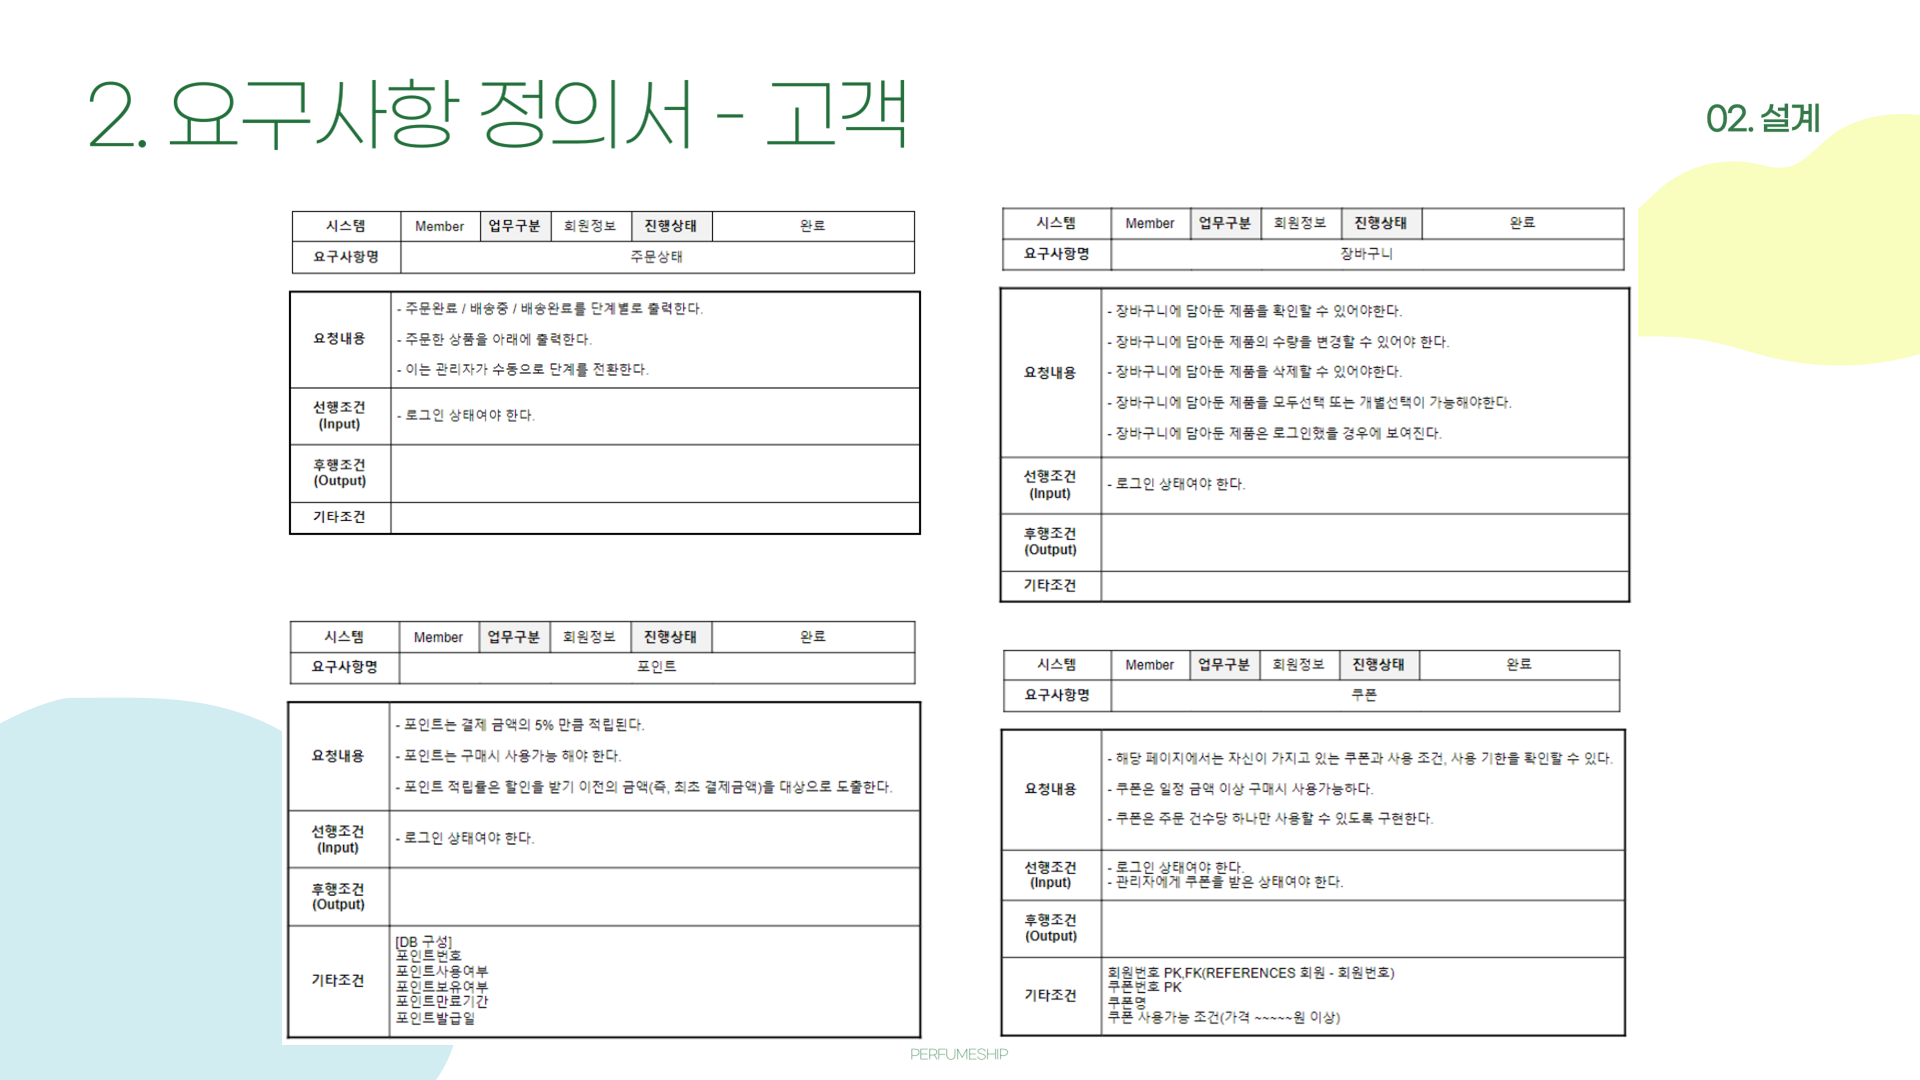 2. 요구사항 정의서 - 고객
02. 설계
시스템 Member 업무구분 회원정보 진행상태 완료
요구사항명 주문상태
요청내용
- 주문완료 / 배송중 / 배송완료를 단계별로 출력한다.
- 주문한 상품을 아래에 출력한다.
- 이는 관리자가 수동으로 단계를 전환한다.
선행조건
(Input)
- 로그인 상태여야 한다.
후행조건
(Output)
기타조건
시스템 Member 업무구분 회원정보 진행상태 완료
요구사항명 장바구니
요청내용
- 장바구니에 담아둔 제품을 확인할 수 있어야한다.
- 장바구니에 담아둔 제품의 수량을 변경할 수 있어야 한다.
- 장바구니에 담아둔 제품을 삭제할 수 있어야한다.
- 장바구니에 담아둔 제품을 모두선택 또는 개별선택이 가능해야한다.
- 장바구니에 담아둔 제품은 로그인했을 경우에 보여진다.
선행조건
(Input)
- 로그인 상태여야 한다.
후행조건
(Output)
기타조건
시스템 Member 업무구분 회원정보 진행상태 완료
요구사항명 포인트
요청내용
- 포인트는 결제 금액의 5% 만큼 적립된다.
- 포인트는 구매시 사용가능 해야 한다.
- 포인트 적립률은 할인을 받기 이전의 금액(즉, 최초 결제금액)을 대상으로 도출한다.
선행조건
(Input)
- 로그인 상태여야 한다.
후행조건
(Output)
기타조건
[DB 구성]
포인트번호
포인트사용여부
포인트보유여부
포인트만료기간
포인트발급일
시스템 Member 업무구분 회원정보 진행상태 완료
요구사항명 쿠폰
요청내용
- 해당 페이지에서는 자신이 가지고 있는 쿠폰과 사용 조건, 사용 기한을 확인할 수 있다.
- 쿠폰은 일정 금액 이상 구매시 사용가능하다.
- 쿠폰은 주문 건수당 하나만 사용할 수 있도록 구현한다.
선행조건
(Input)
- 로그인 상태여야 한다.
- 관리자에게 쿠폰을 받은 상태여야 한다.
후행조건
(Output)
기타조건
회원번호 PK,FK(REFERENCES 회원 - 회원번호)
쿠폰번호 PK
쿠폰명
쿠폰 사용가능 조건(가격 ~~~~~원 이상)
PERFUMESHIP